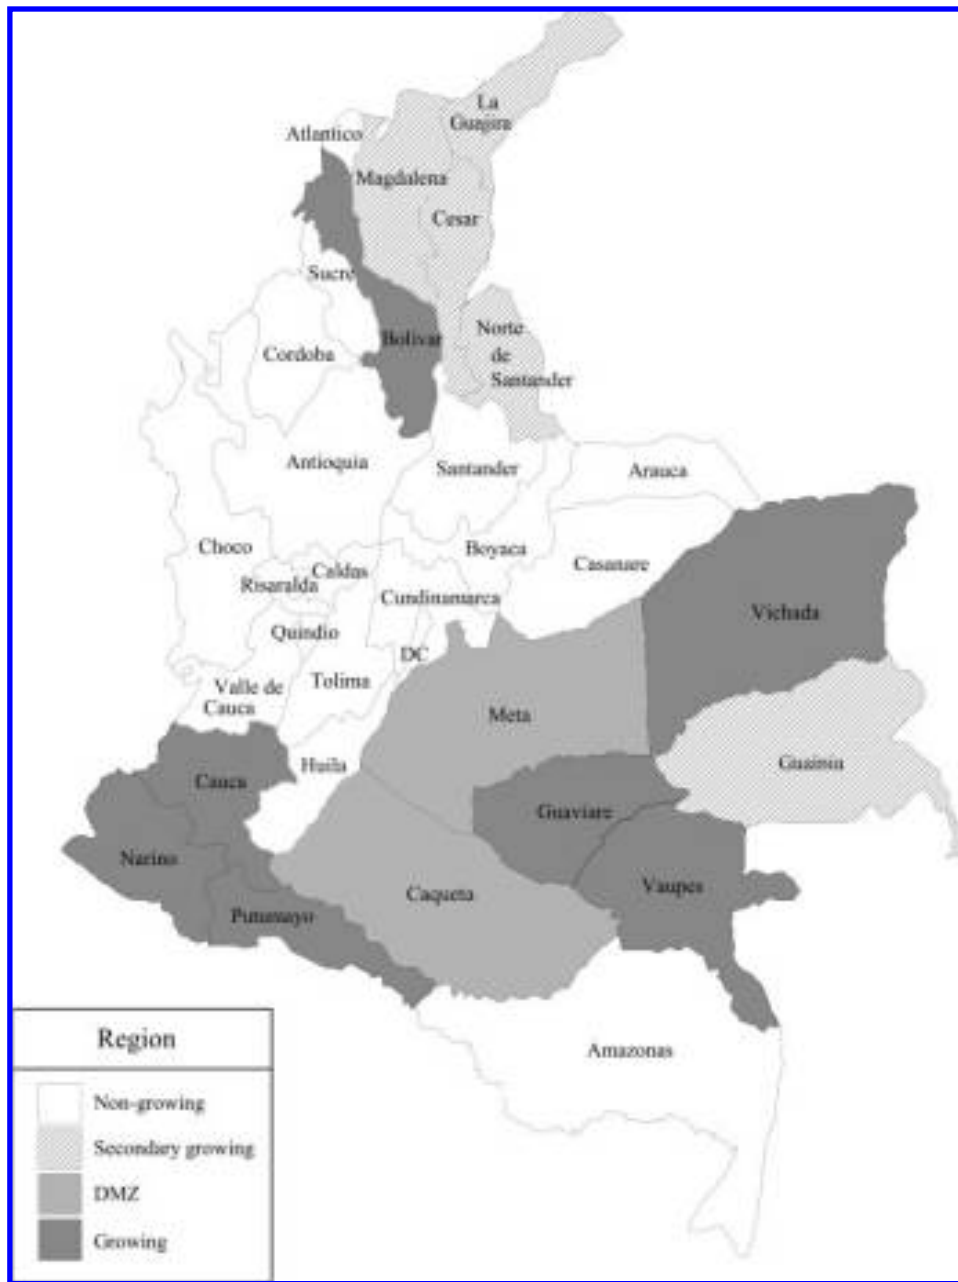 La
Guajira
Atlantico
Magdalena
Cesar
Sucre
Bolivar
Norte
de
Santander
Cordoba
Antioquia
Santander
Arauca
Choco
Boyaca
Caldas
Casanare
Risaralda
Cundinamarca
Vichada
Quindio
DC
Tolima
Valle de
Cauca
Meta
Huila
Guainia
Cauca
Guaviare
Narino
Vaupes
Caqueta
Putumayo
Amazonas
Region
Non-growing
Secondary growing
DMZ
Growing